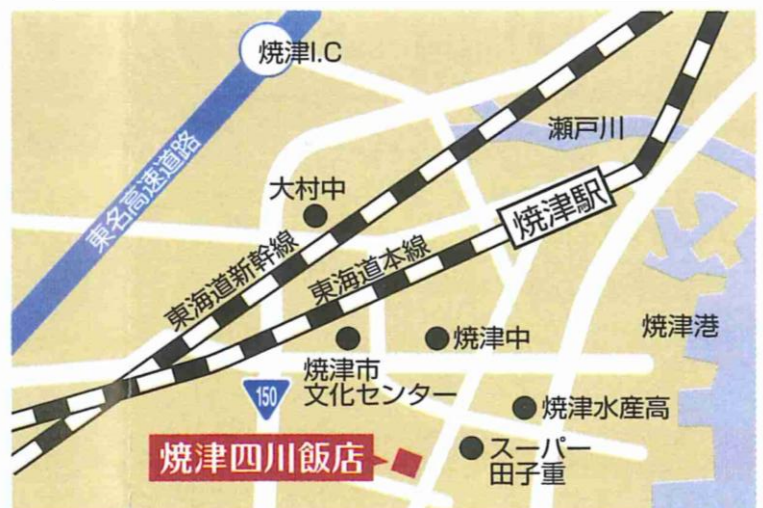 焼津I.C
瀬戸川
東名高速道路
大村中
焼津駅
東海道新幹線
東海道本線
焼津港
焼津中
焼津市
文化センター
150
焼津水産高
焼津四川飯店
スーパー
田子重